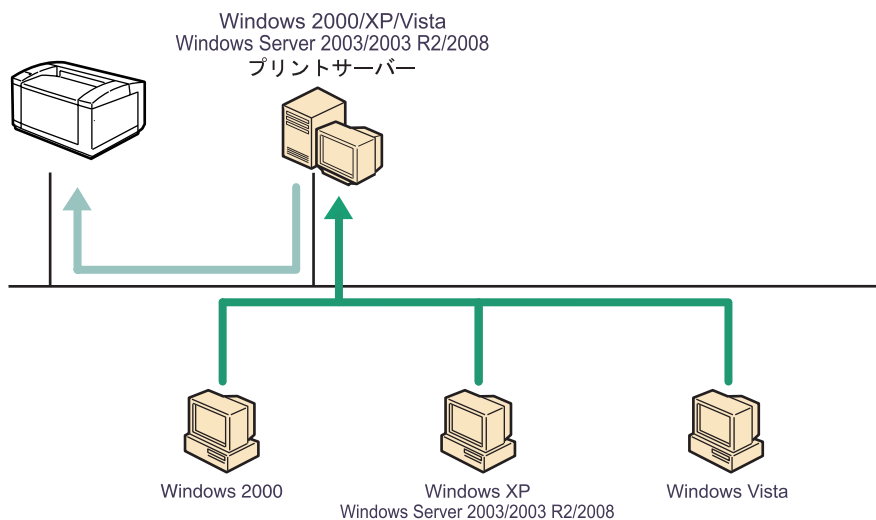 Windows 2000/XP/Vista
Windows Server 2003/2003 R2/2008
プリントサーバー
Windows 2000
Windows XP
Windows Server 2003/2003 R2/2008
Windows Vista